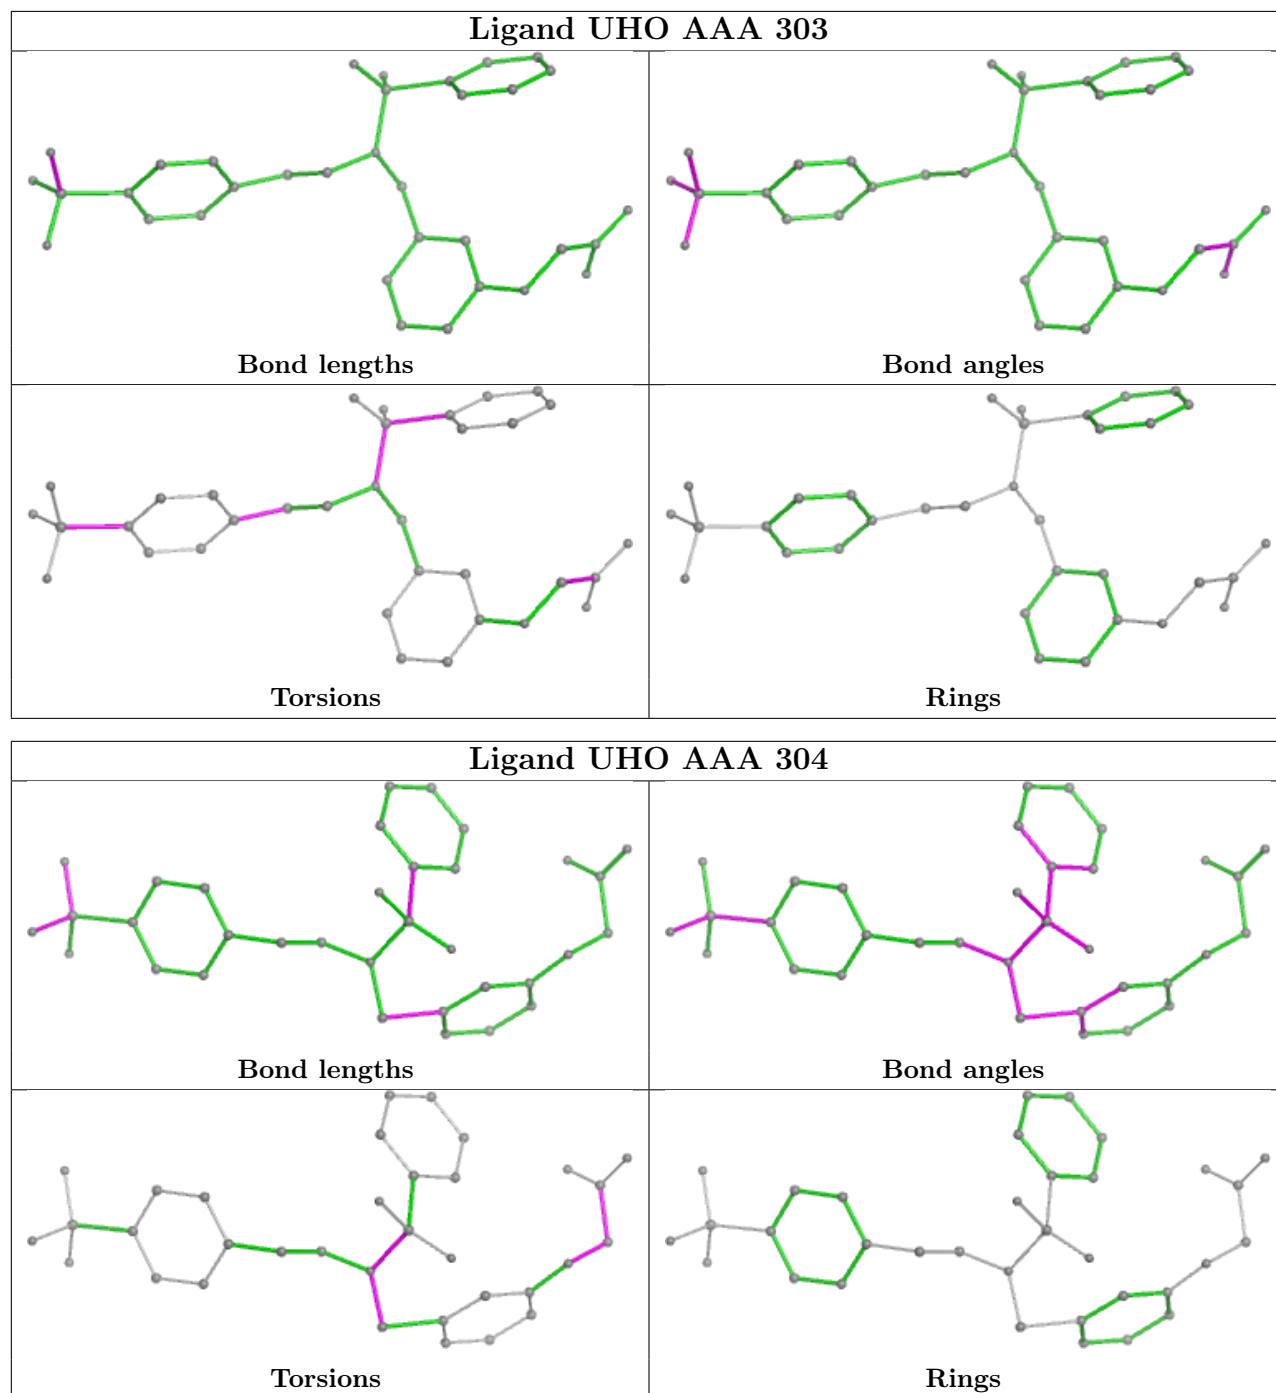 Ligand UHO AAA 303
Bond lengths
Bond angles
Torsions
Rings
Ligand UHO AAA 304
Bond lengths
Bond angles
Torsions
Rings